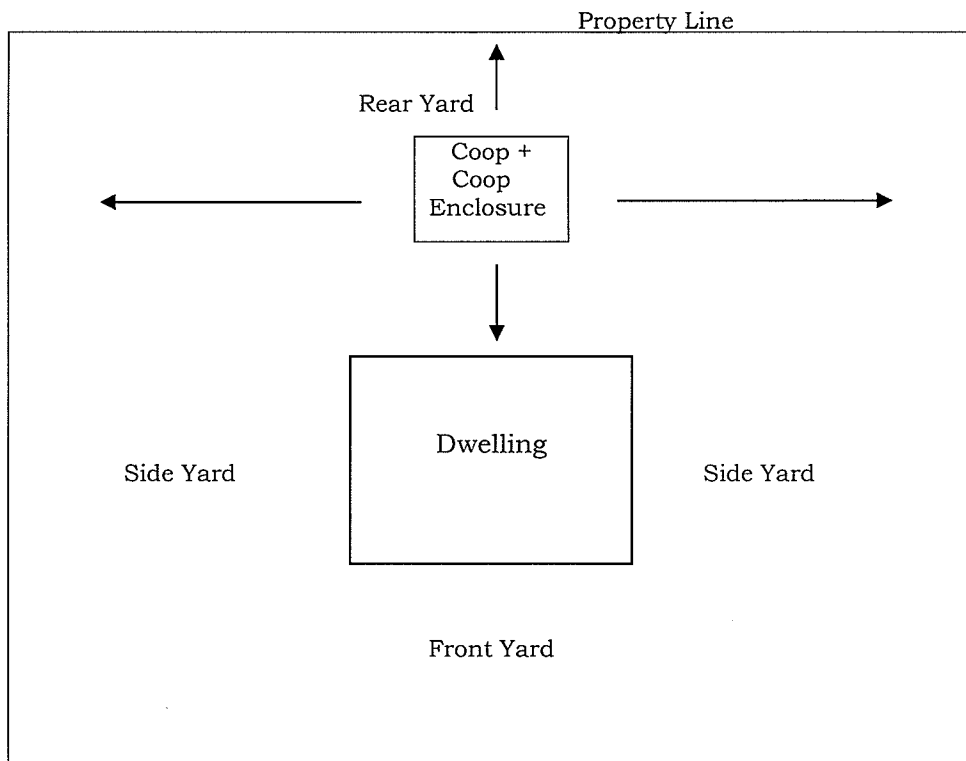 Property Line
Rear Yard
Coop +
Coop
Enclosure
Dwelling
Side Yard
Side Yard
Front Yard